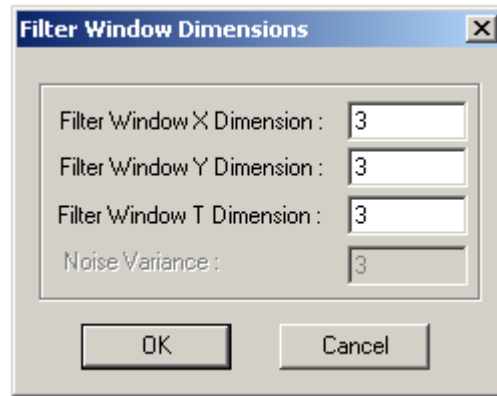 Filter Window Dimensions
Filter Window X Dimension : 3
Filter Window Y Dimension : 3
Filter Window T Dimension : 3
Noise Variance : 3
OK Cancel